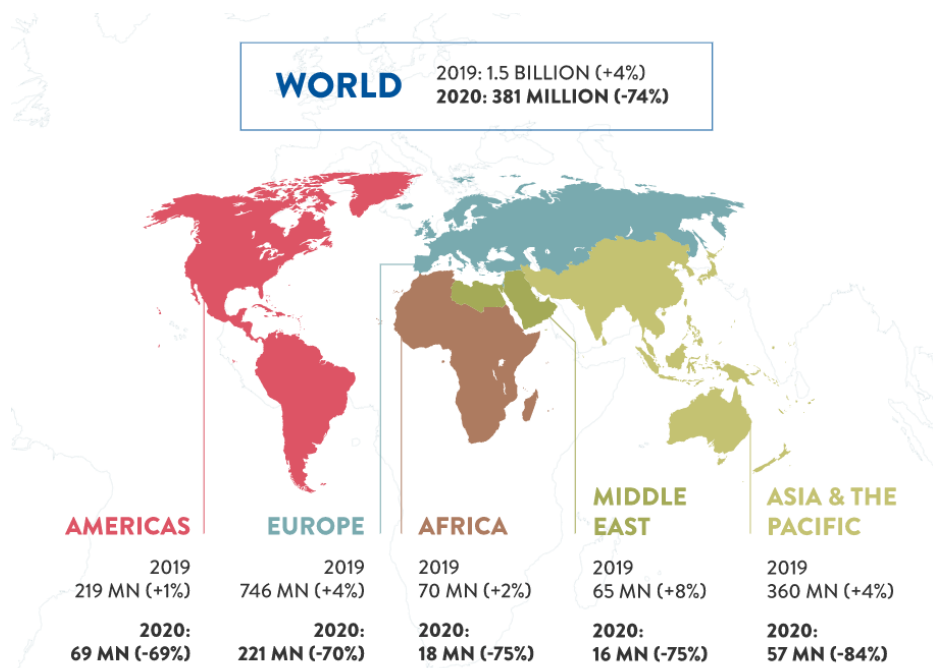 WORLD
2019: 1.5 BILLION (+4%)
2020: 381 MILLION (-74%)
AMERICAS
2019
219 MN (+1%)
2020:
69 MN (-69%)
EUROPE
2019
746 MN (+4%)
2020:
221 MN (-70%)
AFRICA
2019
70 MN (+2%)
2020:
18 MN (-75%)
MIDDLE
EAST
2019
65 MN (+8%)
2020:
16 MN (-75%)
ASIA & THE
PACIFIC
2019
360 MN (+4%)
2020:
57 MN (-84%)